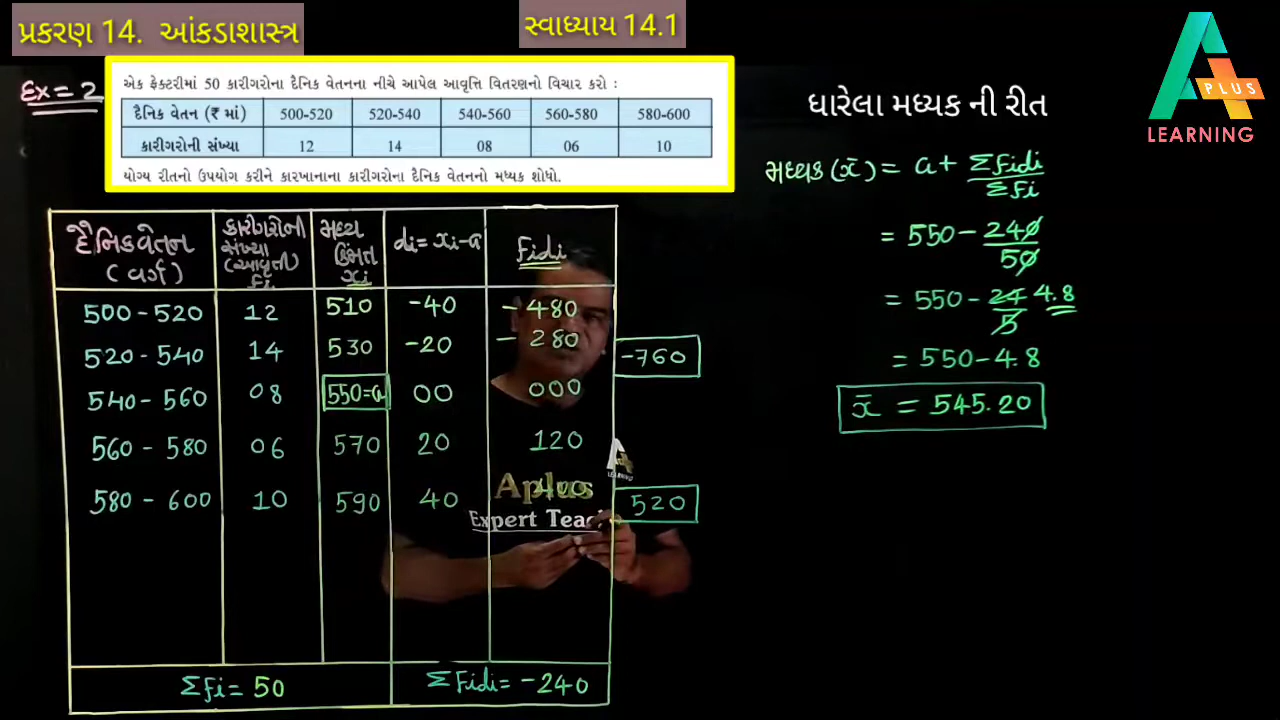 પ્રકરણ 14. આંકડાશાસ્ત્ર
સ્વાધ્યાય 14.1
Ex = 2
એક ફેક્ટરીમાં 50 કારીગરોના દૈનિક વેતનના નીચે આપેલ આવૃત્તિ વિતરણનો વિચાર કરો :
દૈનિક વેતન (₹ માં) 500-520 520-540 540-560 560-580 580-600
કારીગરોની સંખ્યા 12 14 08 06 10
યોગ્ય રીતનો ઉપયોગ કરીને કારખાનાના કારીગરોના દૈનિક વેતનનો મધ્યક શોધો.
A PLUS
LEARNING
દૈનિક વેતન (વર્ગ) કારીગરોની સંખ્યા (આવૃતી) fi મધ્ય કિંમત xi di = xi - a Fidi
500 - 520 12 510 -40 - 480
520 - 540 14 530 -20 - 280 -760
540 - 560 08 550=a 00 000
560 - 580 06 570 20 120
580 - 600 10 590 40 400 520
Σfi = 50 ΣFidi = -240
Aplus
Expert Teac
LEARNING
ધારેલા મધ્યક ની રીત
મધ્યક (x̄) = a + ΣFidi / ΣFi
= 550 - 240 / 50
= 550 - 24 / 5 4.8
= 550 - 4.8
x̄ = 545.20